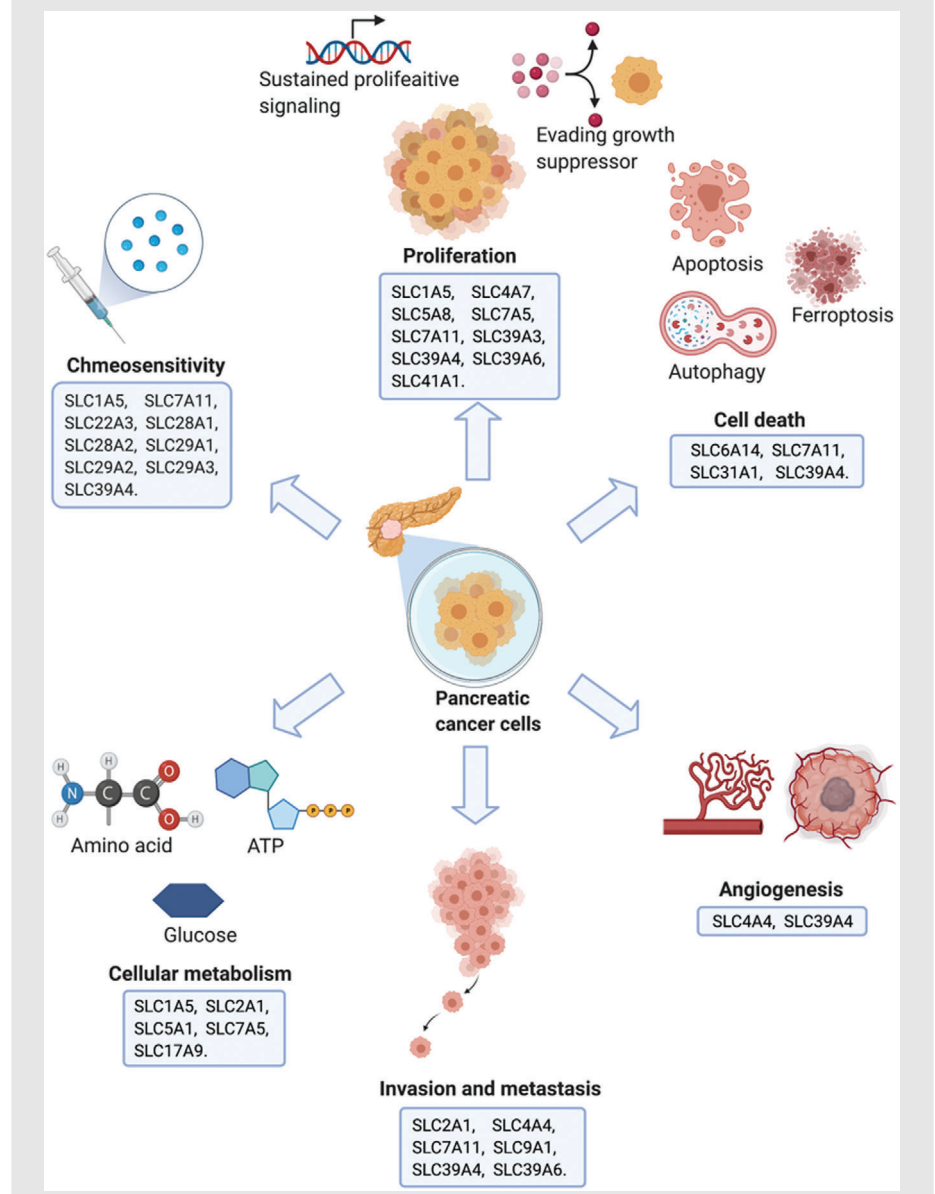 Sustained prolifeaitive
signaling
Evading growth
suppressor
Proliferation
SLC1A5, SLC4A7,
SLC5A8, SLC7A5,
SLC7A11, SLC39A3,
SLC39A4, SLC39A6,
SLC41A1.
Apoptosis
Ferroptosis
Autophagy
Cell death
SLC6A14, SLC7A11,
SLC31A1, SLC39A4.
Chmeosensitivity
SLC1A5, SLC7A11,
SLC22A3, SLC28A1,
SLC28A2, SLC29A1,
SLC29A2, SLC29A3,
SLC39A4.
Pancreatic
cancer cells
H
H
O
N
C
C
H
O
H
P
P
P
Amino acid
ATP
Glucose
Cellular metabolism
SLC1A5, SLC2A1,
SLC5A1, SLC7A5,
SLC17A9.
Angiogenesis
SLC4A4, SLC39A4
Invasion and metastasis
SLC2A1, SLC4A4,
SLC7A11, SLC9A1,
SLC39A4, SLC39A6.